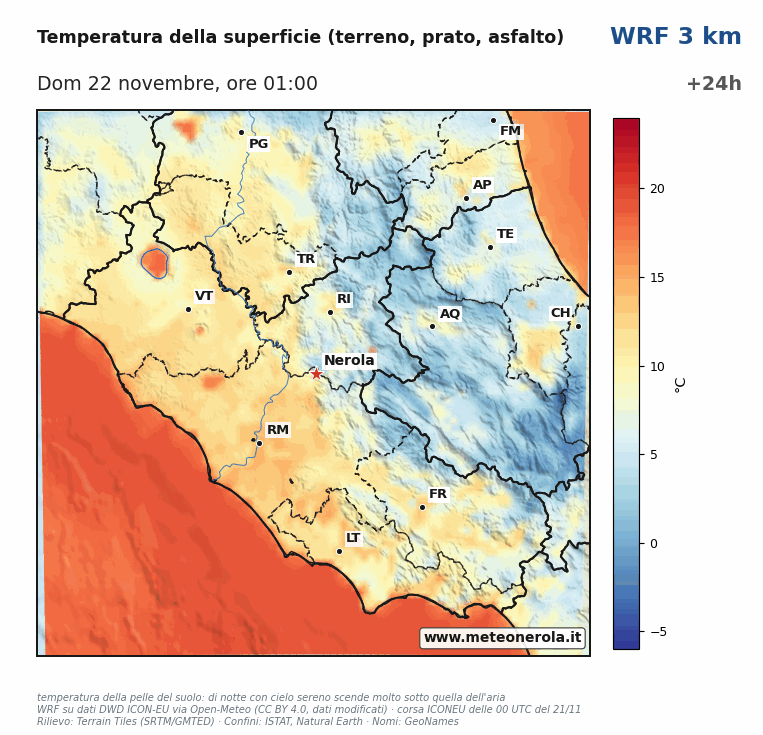 Temperatura della superficie (terreno, prato, asfalto)
WRF 3 km
Dom 22 novembre, ore 01:00
+24h
PG
FM
AP
TE
TR
VT
RI
AQ
CH
Nerola
RM
FR
LT
www.meteonerola.it
20
15
10
5
0
−5
°C
temperatura della pelle del suolo: di notte con cielo sereno scende molto sotto quella dell'aria
WRF su dati DWD ICON-EU via Open-Meteo (CC BY 4.0, dati modificati) · corsa ICONEU delle 00 UTC del 21/11
Rilievo: Terrain Tiles (SRTM/GMTED) · Confini: ISTAT, Natural Earth · Nomi: GeoNames